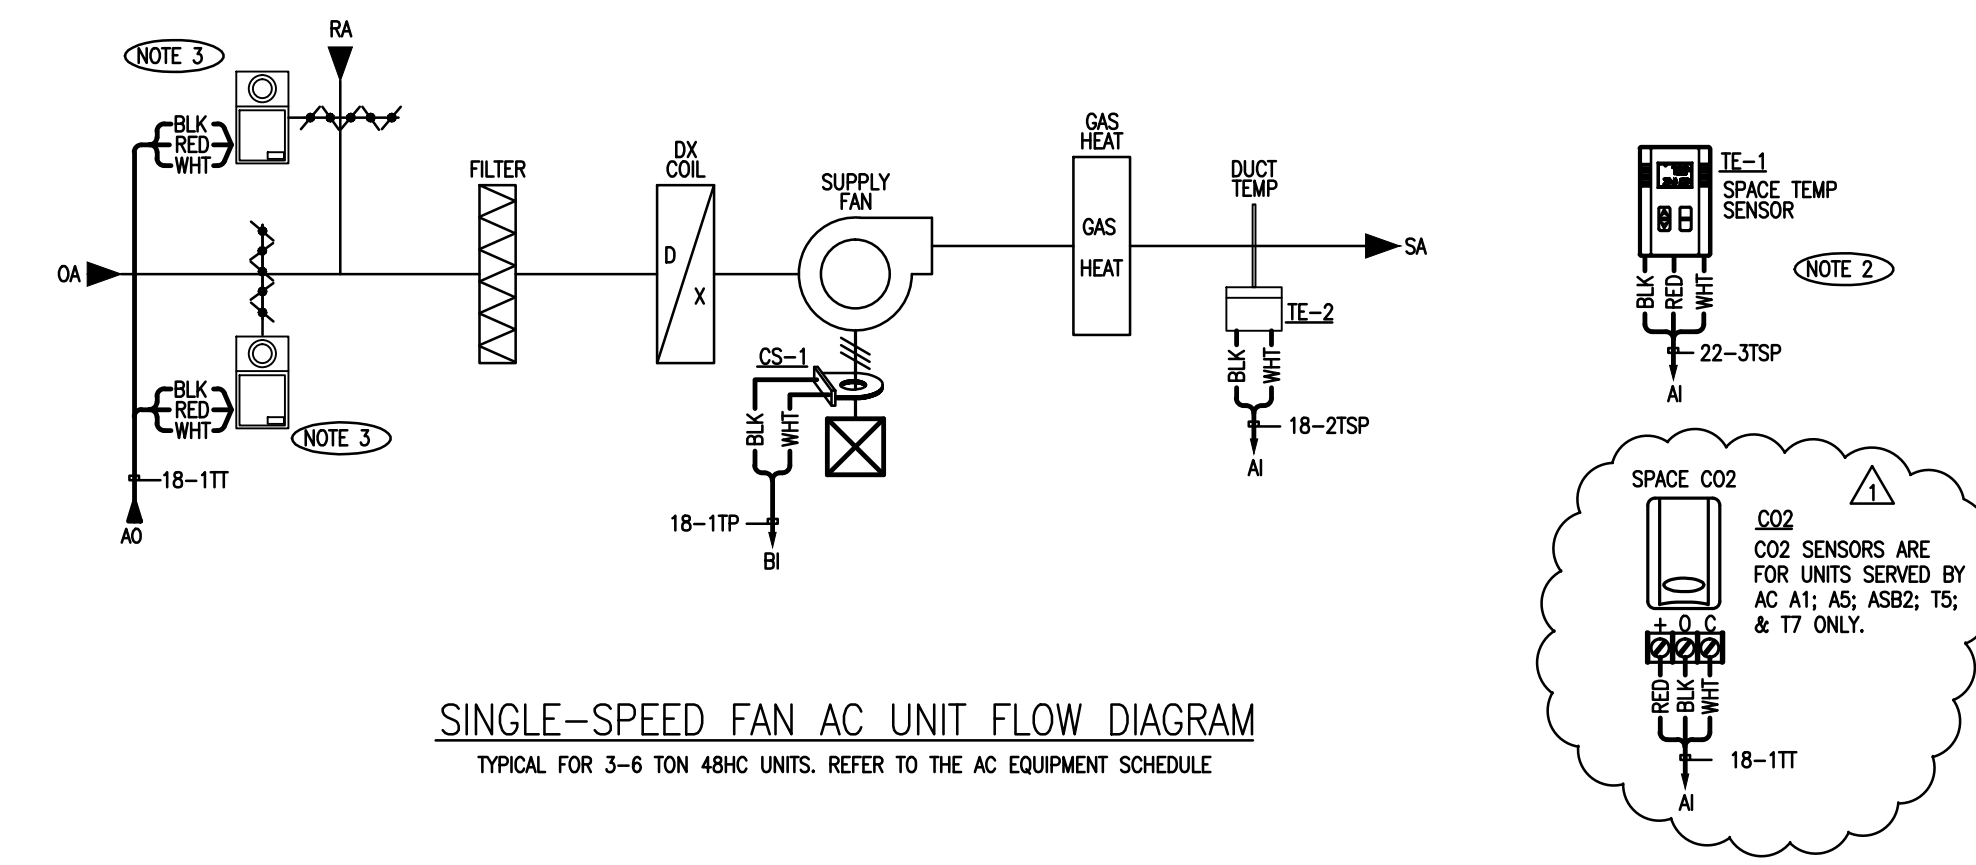 RA
NOTE 3
BLK
RED
WHT
OA
BLK
RED
WHT
NOTE 3
18-1TT
AO
FILTER
DX
COIL
D
X
SUPPLY
FAN
CS-1
BLK
WHT
18-1TP
BI
GAS
HEAT
GAS
HEAT
DUCT
TEMP
SA
TE-2
BLK
WHT
18-2TSP
AI
TE-1
SPACE TEMP
SENSOR
NOTE 2
BLK
RED
WHT
22-3TSP
AI
SPACE CO2
1
CO2
CO2 SENSORS ARE
FOR UNITS SERVED BY
AC A1; A5; ASB2; T5;
& T7 ONLY.
+ O C
RED
BLK
WHT
18-1TT
AI
SINGLE-SPEED FAN AC UNIT FLOW DIAGRAM
TYPICAL FOR 3-6 TON 48HC UNITS. REFER TO THE AC EQUIPMENT SCHEDULE